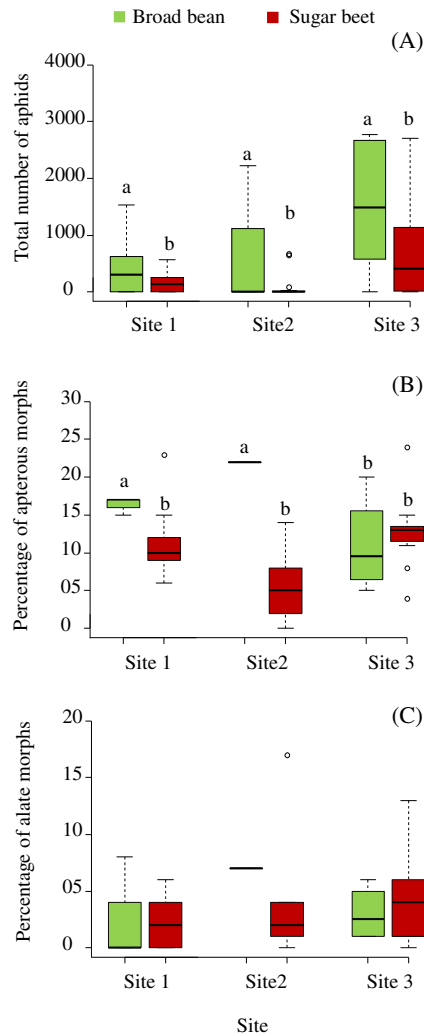 Broad bean Sugar beet
(A)
Total number of aphids
4000
3000
2000
1000
0
a b a b a b
Site 1 Site2 Site 3
(B)
Percentage of apterous morphs
30
25
20
15
10
05
0
a b a b b b
Site 1 Site2 Site 3
(C)
Percentage of alate morphs
20
15
10
05
0
Site 1 Site2 Site 3
Site